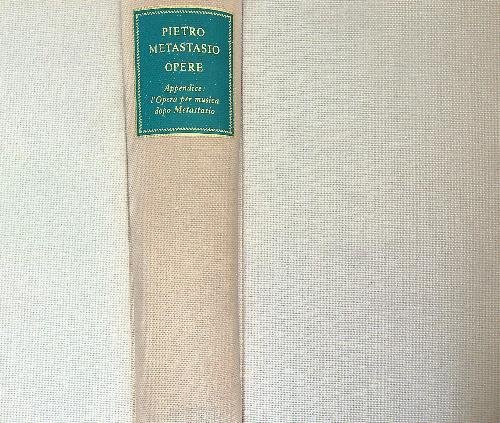 PIETRO
METASTASIO
OPERE
Appendice:
l'Opera per musica
dopo Metastasio